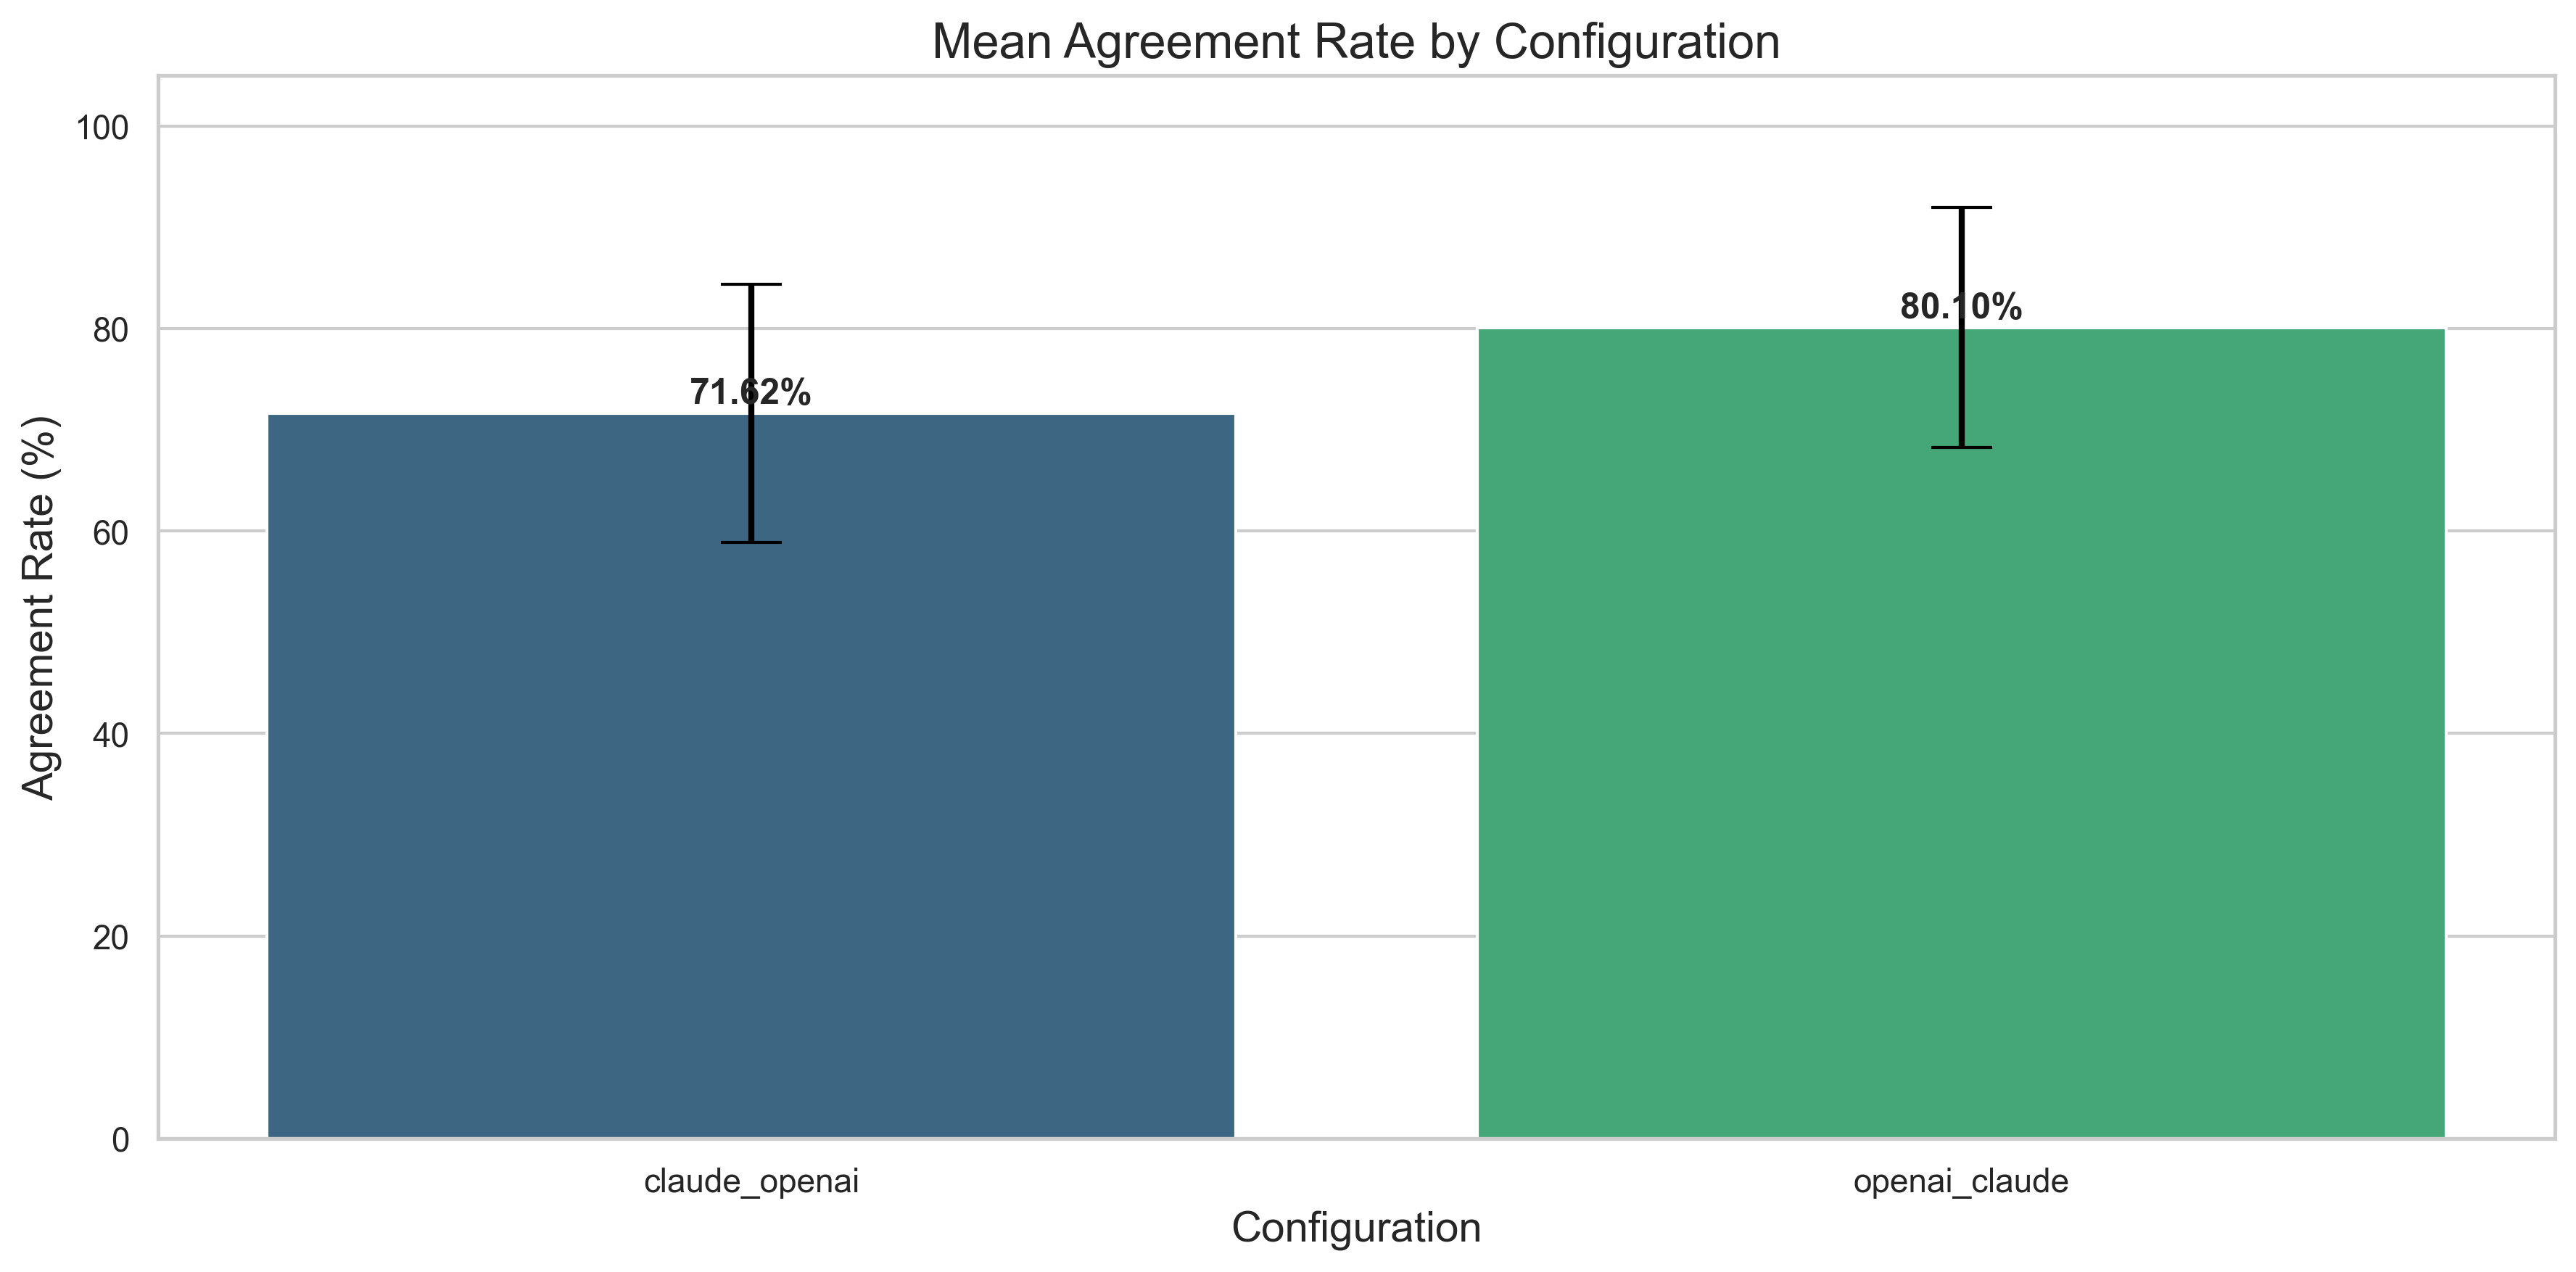 Mean Agreement Rate by Configuration
Agreement Rate (%)
100
80
60
40
20
0
71.62%
80.10%
claude_openai
openai_claude
Configuration